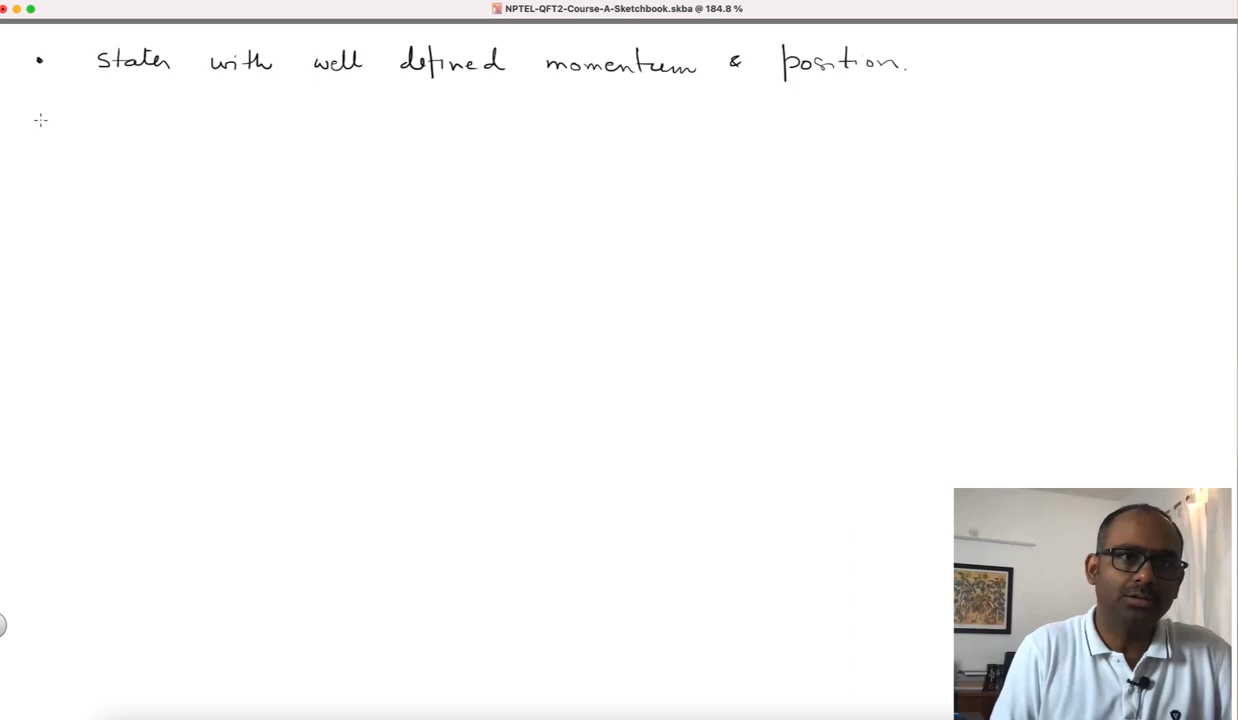 NPTEL-QFT2-Course-A-Sketchbook.skba @ 184.8 %
• states with well defined momentum & position.